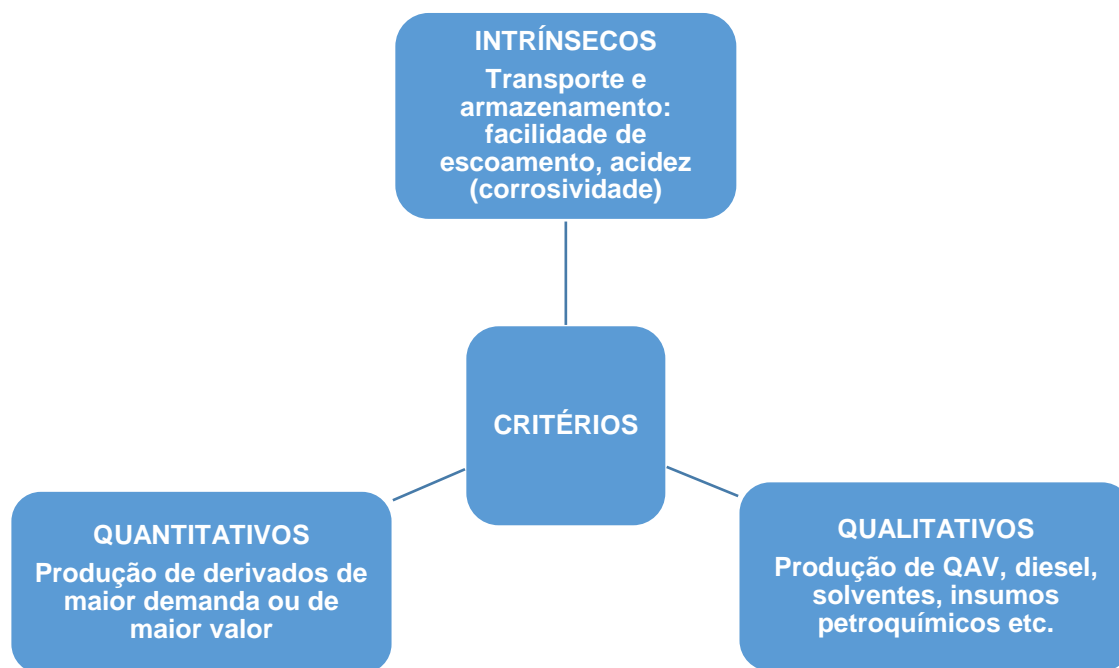 INTRÍNSECOS
Transporte e
armazenamento:
facilidade de
escoamento, acidez
(corrosividade)
CRITÉRIOS
QUANTITATIVOS
Produção de derivados de
maior demanda ou de
maior valor
QUALITATIVOS
Produção de QAV, diesel,
solventes, insumos
petroquímicos etc.